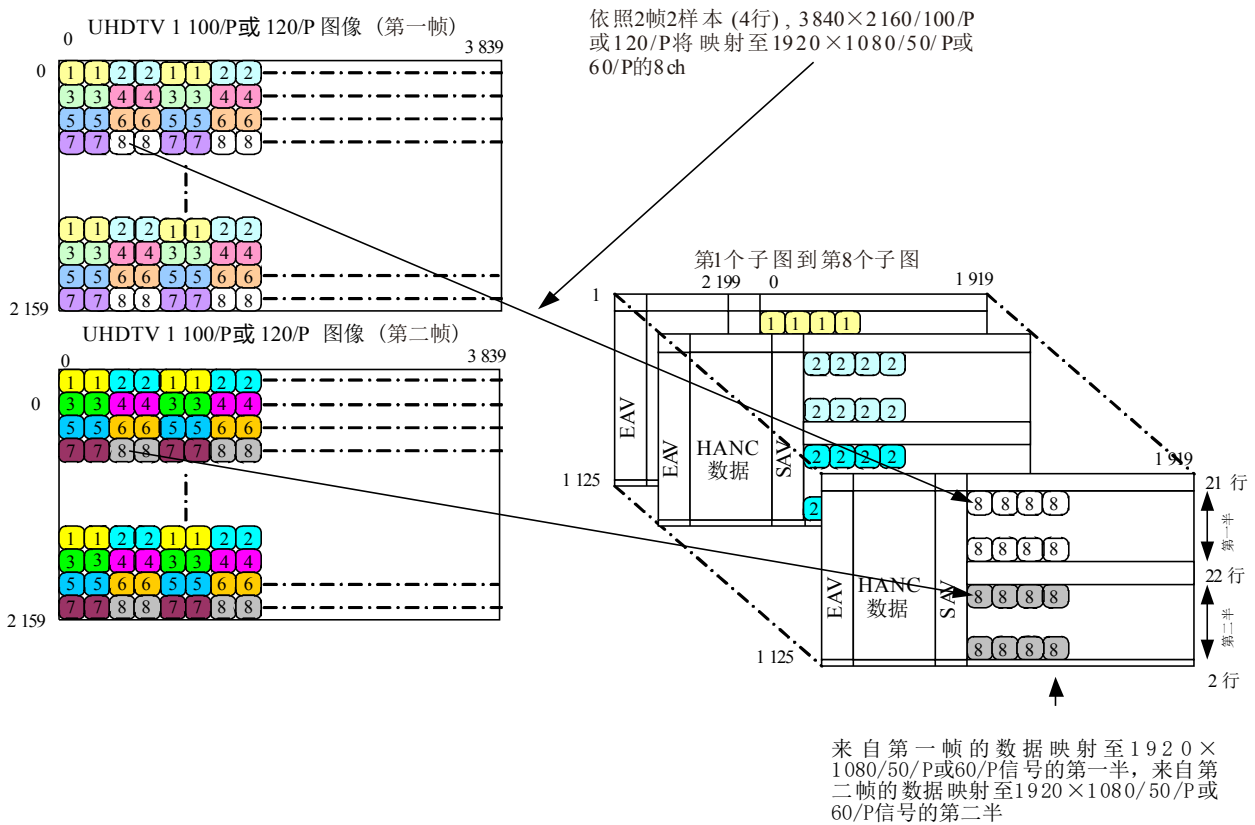 UHDTV 1 100/P或 120/P 图像 (第一帧)
0
3 839
0
1 1 2 2 1 1 2 2
3 3 4 4 3 3 4 4
5 5 6 6 5 5 6 6
7 7 8 8 7 7 8 8
1 1 2 2 1 1 2 2
3 3 4 4 3 3 4 4
5 5 6 6 5 5 6 6
7 7 8 8 7 7 8 8
2 159
UHDTV 1 100/P或 120/P 图像 (第二帧)
0
3 839
0
1 1 2 2 1 1 2 2
3 3 4 4 3 3 4 4
5 5 6 6 5 5 6 6
7 7 8 8 7 7 8 8
1 1 2 2 1 1 2 2
3 3 4 4 3 3 4 4
5 5 6 6 5 5 6 6
7 7 8 8 7 7 8 8
2 159
依照2帧2样本 (4行) , 3840×2160/100/P
或120/P将映射至1920×1080/50/P或
60/P的8ch
第1个子图到第8个子图
1
2 199
0
1 919
1 1 1 1
EAV
1 125
2 2 2 2
2 2 2 2
2 2 2 2
2
EAV
HANC
数据
SAV
1 919
8 8 8 8
8 8 8 8
8 8 8 8
8 8 8 8
EAV
HANC
数据
SAV
1 125
21 行
第一半
22 行
第二半
2 行
来自第一帧的数据映射至1920×
1080/50/P或60/P信号的第一半，来自第
二帧的数据映射至1920×1080/50/P或
60/P信号的第二半